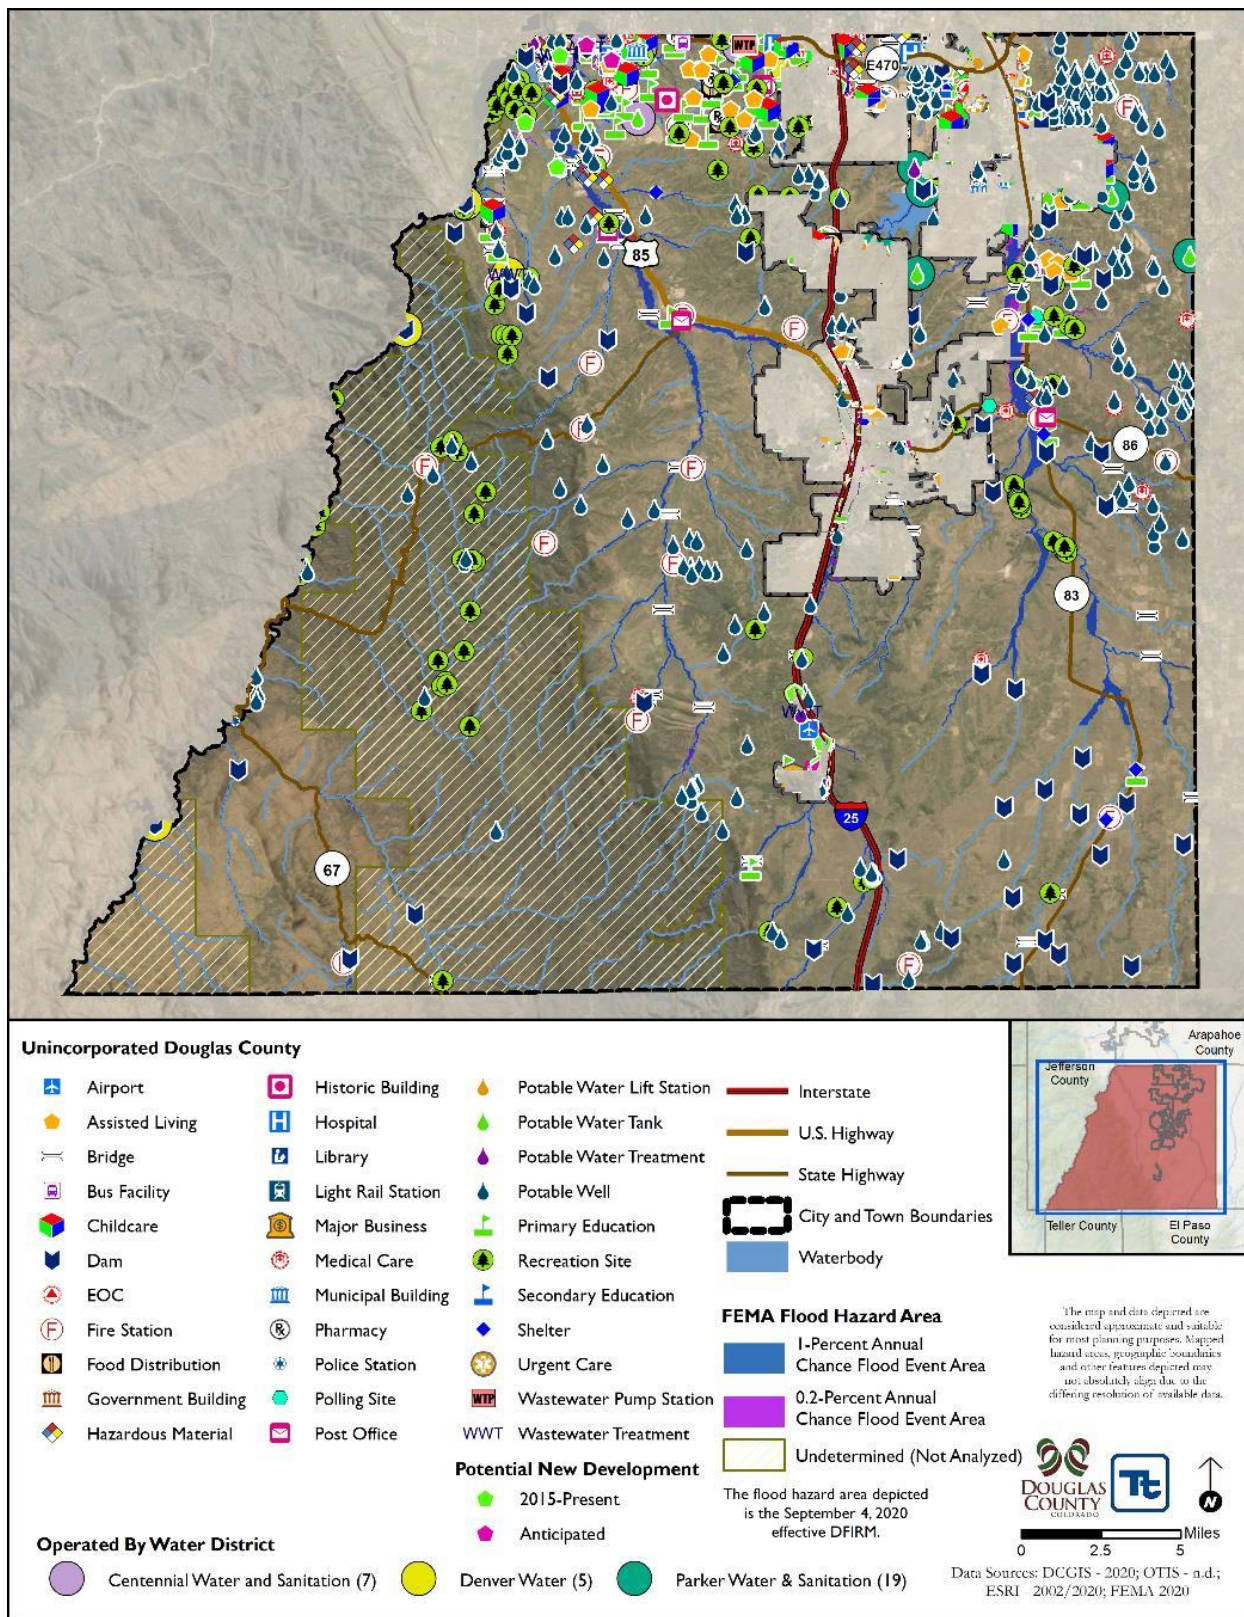 WTP
E470
85
WWT
86
83
WWT
25
67
Unincorporated Douglas County
Airport
Assisted Living
Bridge
Bus Facility
Childcare
Dam
EOC
Fire Station
Food Distribution
Government Building
Hazardous Material
Historic Building
Hospital
Library
Light Rail Station
Major Business
Medical Care
Municipal Building
Pharmacy
Police Station
Polling Site
Post Office
Potable Water Lift Station
Potable Water Tank
Potable Water Treatment
Potable Well
Primary Education
Recreation Site
Secondary Education
Shelter
Urgent Care
WTP Wastewater Pump Station
WWT Wastewater Treatment
Potential New Development
2015-Present
Anticipated
Interstate
U.S. Highway
State Highway
City and Town Boundaries
Waterbody
FEMA Flood Hazard Area
1-Percent Annual
Chance Flood Event Area
0.2-Percent Annual
Chance Flood Event Area
Undetermined (Not Analyzed)
The flood hazard area depicted
is the September 4, 2020
effective DFIRM.
Arapahoe
County
Jefferson
County
Teller County
El Paso
County
The map and data depicted are
considered approximate and suitable
for most planning purposes. Mapped
hazard areas, geographic boundaries
and other features depicted may
not absolutely align due to the
differing resolution of available data.
DOUGLAS
COUNTY
COLORADO
Tt
N
Miles
0 2.5 5
Data Sources: DCGIS - 2020; OTIS - n.d.;
ESRI - 2002/2020; FEMA 2020
Operated By Water District
Centennial Water and Sanitation (7)
Denver Water (5)
Parker Water & Sanitation (19)